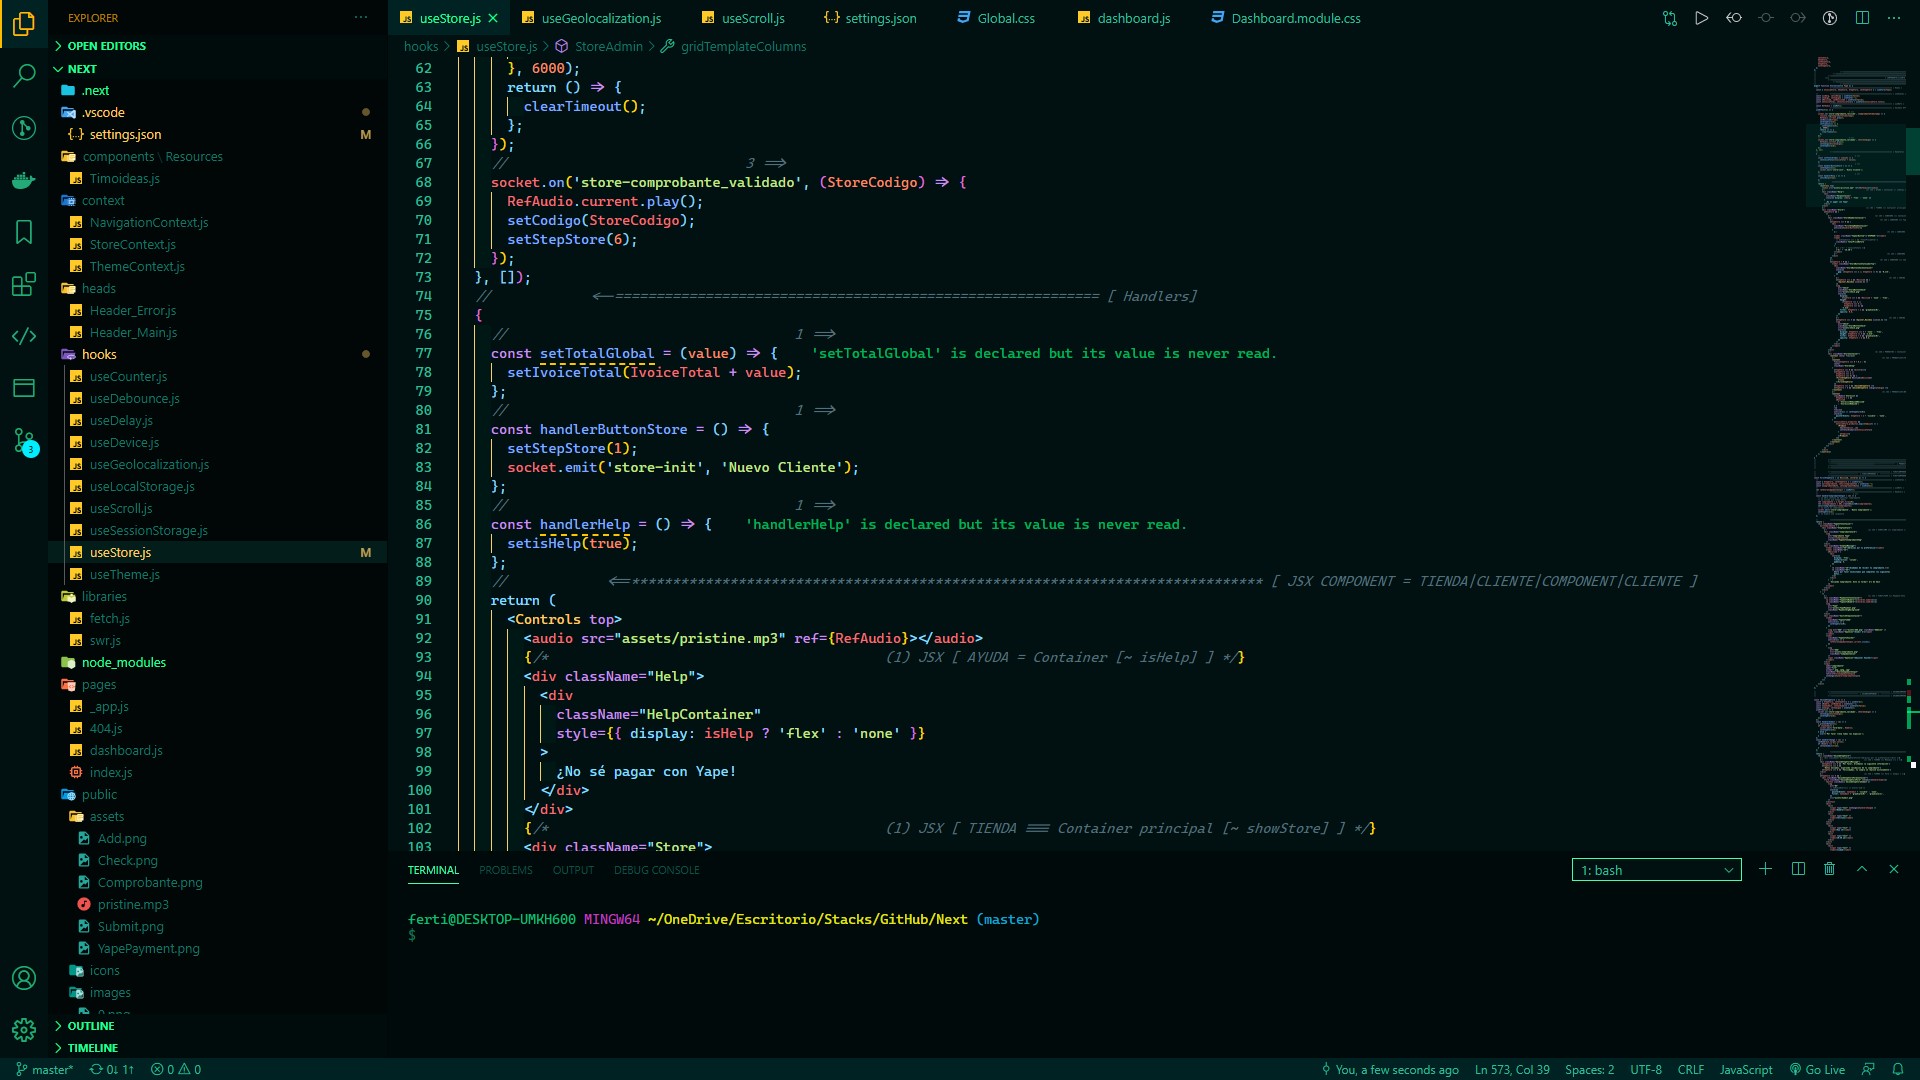 EXPLORER
OPEN EDITORS
NEXT
.next
.vscode
settings.json M
components \ Resources
Timoideas.js
context
NavigationContext.js
StoreContext.js
ThemeContext.js
heads
Header_Error.js
Header_Main.js
hooks
useCounter.js
useDebounce.js
useDelay.js
useDevice.js
useGeolocalization.js
useLocalStorage.js
useScroll.js
useSessionStorage.js
useStore.js M
useTheme.js
libraries
fetch.js
swr.js
node_modules
pages
_app.js
404.js
dashboard.js
index.js
public
assets
Add.png
Check.png
Comprobante.png
pristine.mp3
Submit.png
YapePayment.png
icons
images
OUTLINE
TIMELINE
3
useStore.js useGeolocalization.js useScroll.js settings.json Global.css dashboard.js Dashboard.module.css
hooks > useStore.js > StoreAdmin > gridTemplateColumns
62 }, 6000);
63 return () => {
64 clearTimeout();
65 };
66 });
67 // 3 ==>
68 socket.on('store-comprobante_validado', (StoreCodigo) => {
69 RefAudio.current.play();
70 setCodigo(StoreCodigo);
71 setStepStore(6);
72 });
73 }, []);
74 // <=========================================================== [ Handlers]
75 {
76 // 1 ==>
77 const setTotalGlobal = (value) => { 'setTotalGlobal' is declared but its value is never read.
78 setIvoiceTotal(IvoiceTotal + value);
79 };
80 // 1 ==>
81 const handlerButtonStore = () => {
82 setStepStore(1);
83 socket.emit('store-init', 'Nuevo Cliente');
84 };
85 // 1 ==>
86 const handlerHelp = () => { 'handlerHelp' is declared but its value is never read.
87 setisHelp(true);
88 };
89 // <==***************************************************************************** [ JSX COMPONENT = TIENDA|CLIENTE|COMPONENT|CLIENTE ]
90 return (
91 <Controls top>
92 <audio src="assets/pristine.mp3" ref={RefAudio}></audio>
93 {/* (1) JSX [ AYUDA = Container [~ isHelp] ] */}
94 <div className="Help">
95 <div
96 className="HelpContainer"
97 style={{ display: isHelp ? 'flex' : 'none' }}
98 >
99 ¿No sé pagar con Yape!
100 </div>
101 </div>
102 {/* (1) JSX [ TIENDA === Container principal [~ showStore] ] */}
103 <div className="Store">
TERMINAL PROBLEMS OUTPUT DEBUG CONSOLE 1: bash
ferti@DESKTOP-UMKH600 MINGW64 ~/OneDrive/Escritorio/Stacks/GitHub/Next (master)
$
master* 0↓ 1↑ 0 0 You, a few seconds ago Ln 573, Col 39 Spaces: 2 UTF-8 CRLF JavaScript Go Live